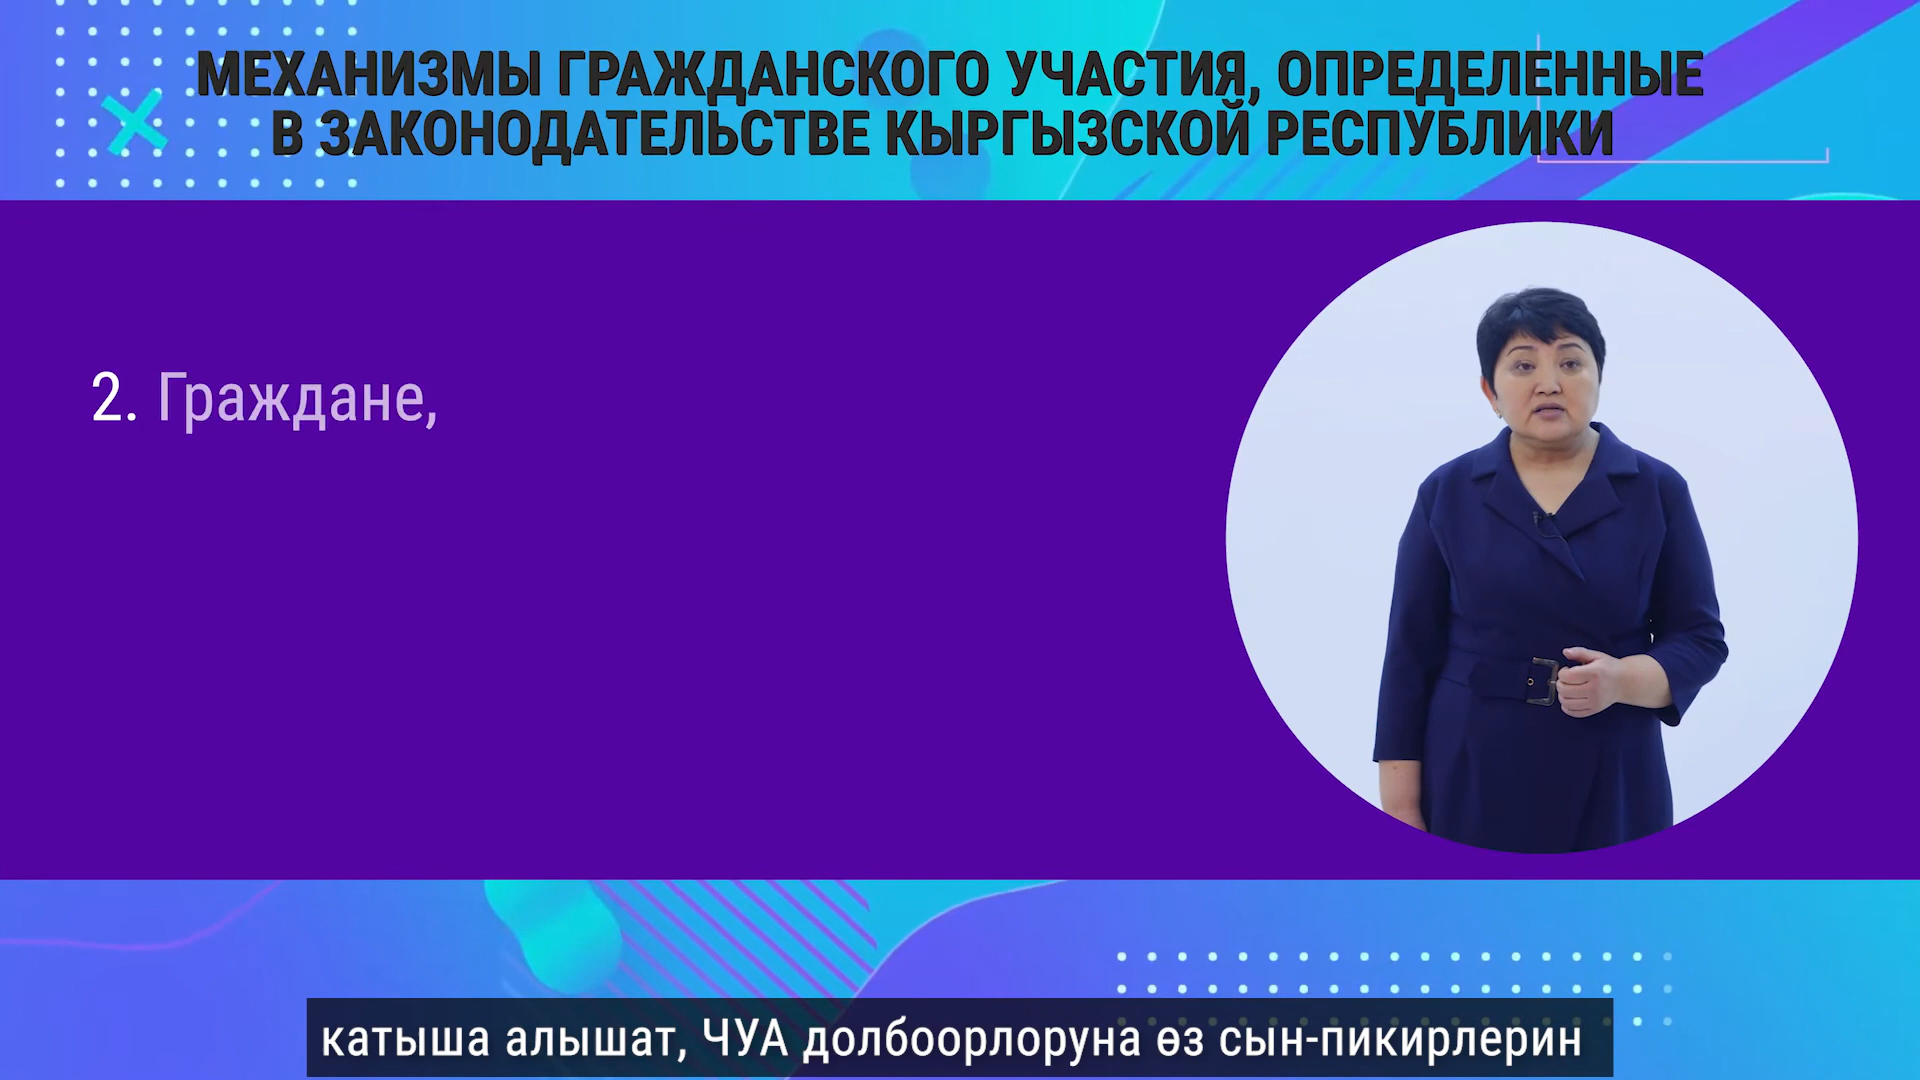 МЕХАНИЗМЫ ГРАЖДАНСКОГО УЧАСТИЯ, ОПРЕДЕЛЕННЫЕ
В ЗАКОНОДАТЕЛЬСТВЕ КЫРГЫЗСКОЙ РЕСПУБЛИКИ
2. Граждане,
катыша алышат, ЧУА долбоорлоруна өз сын-пикирлерин